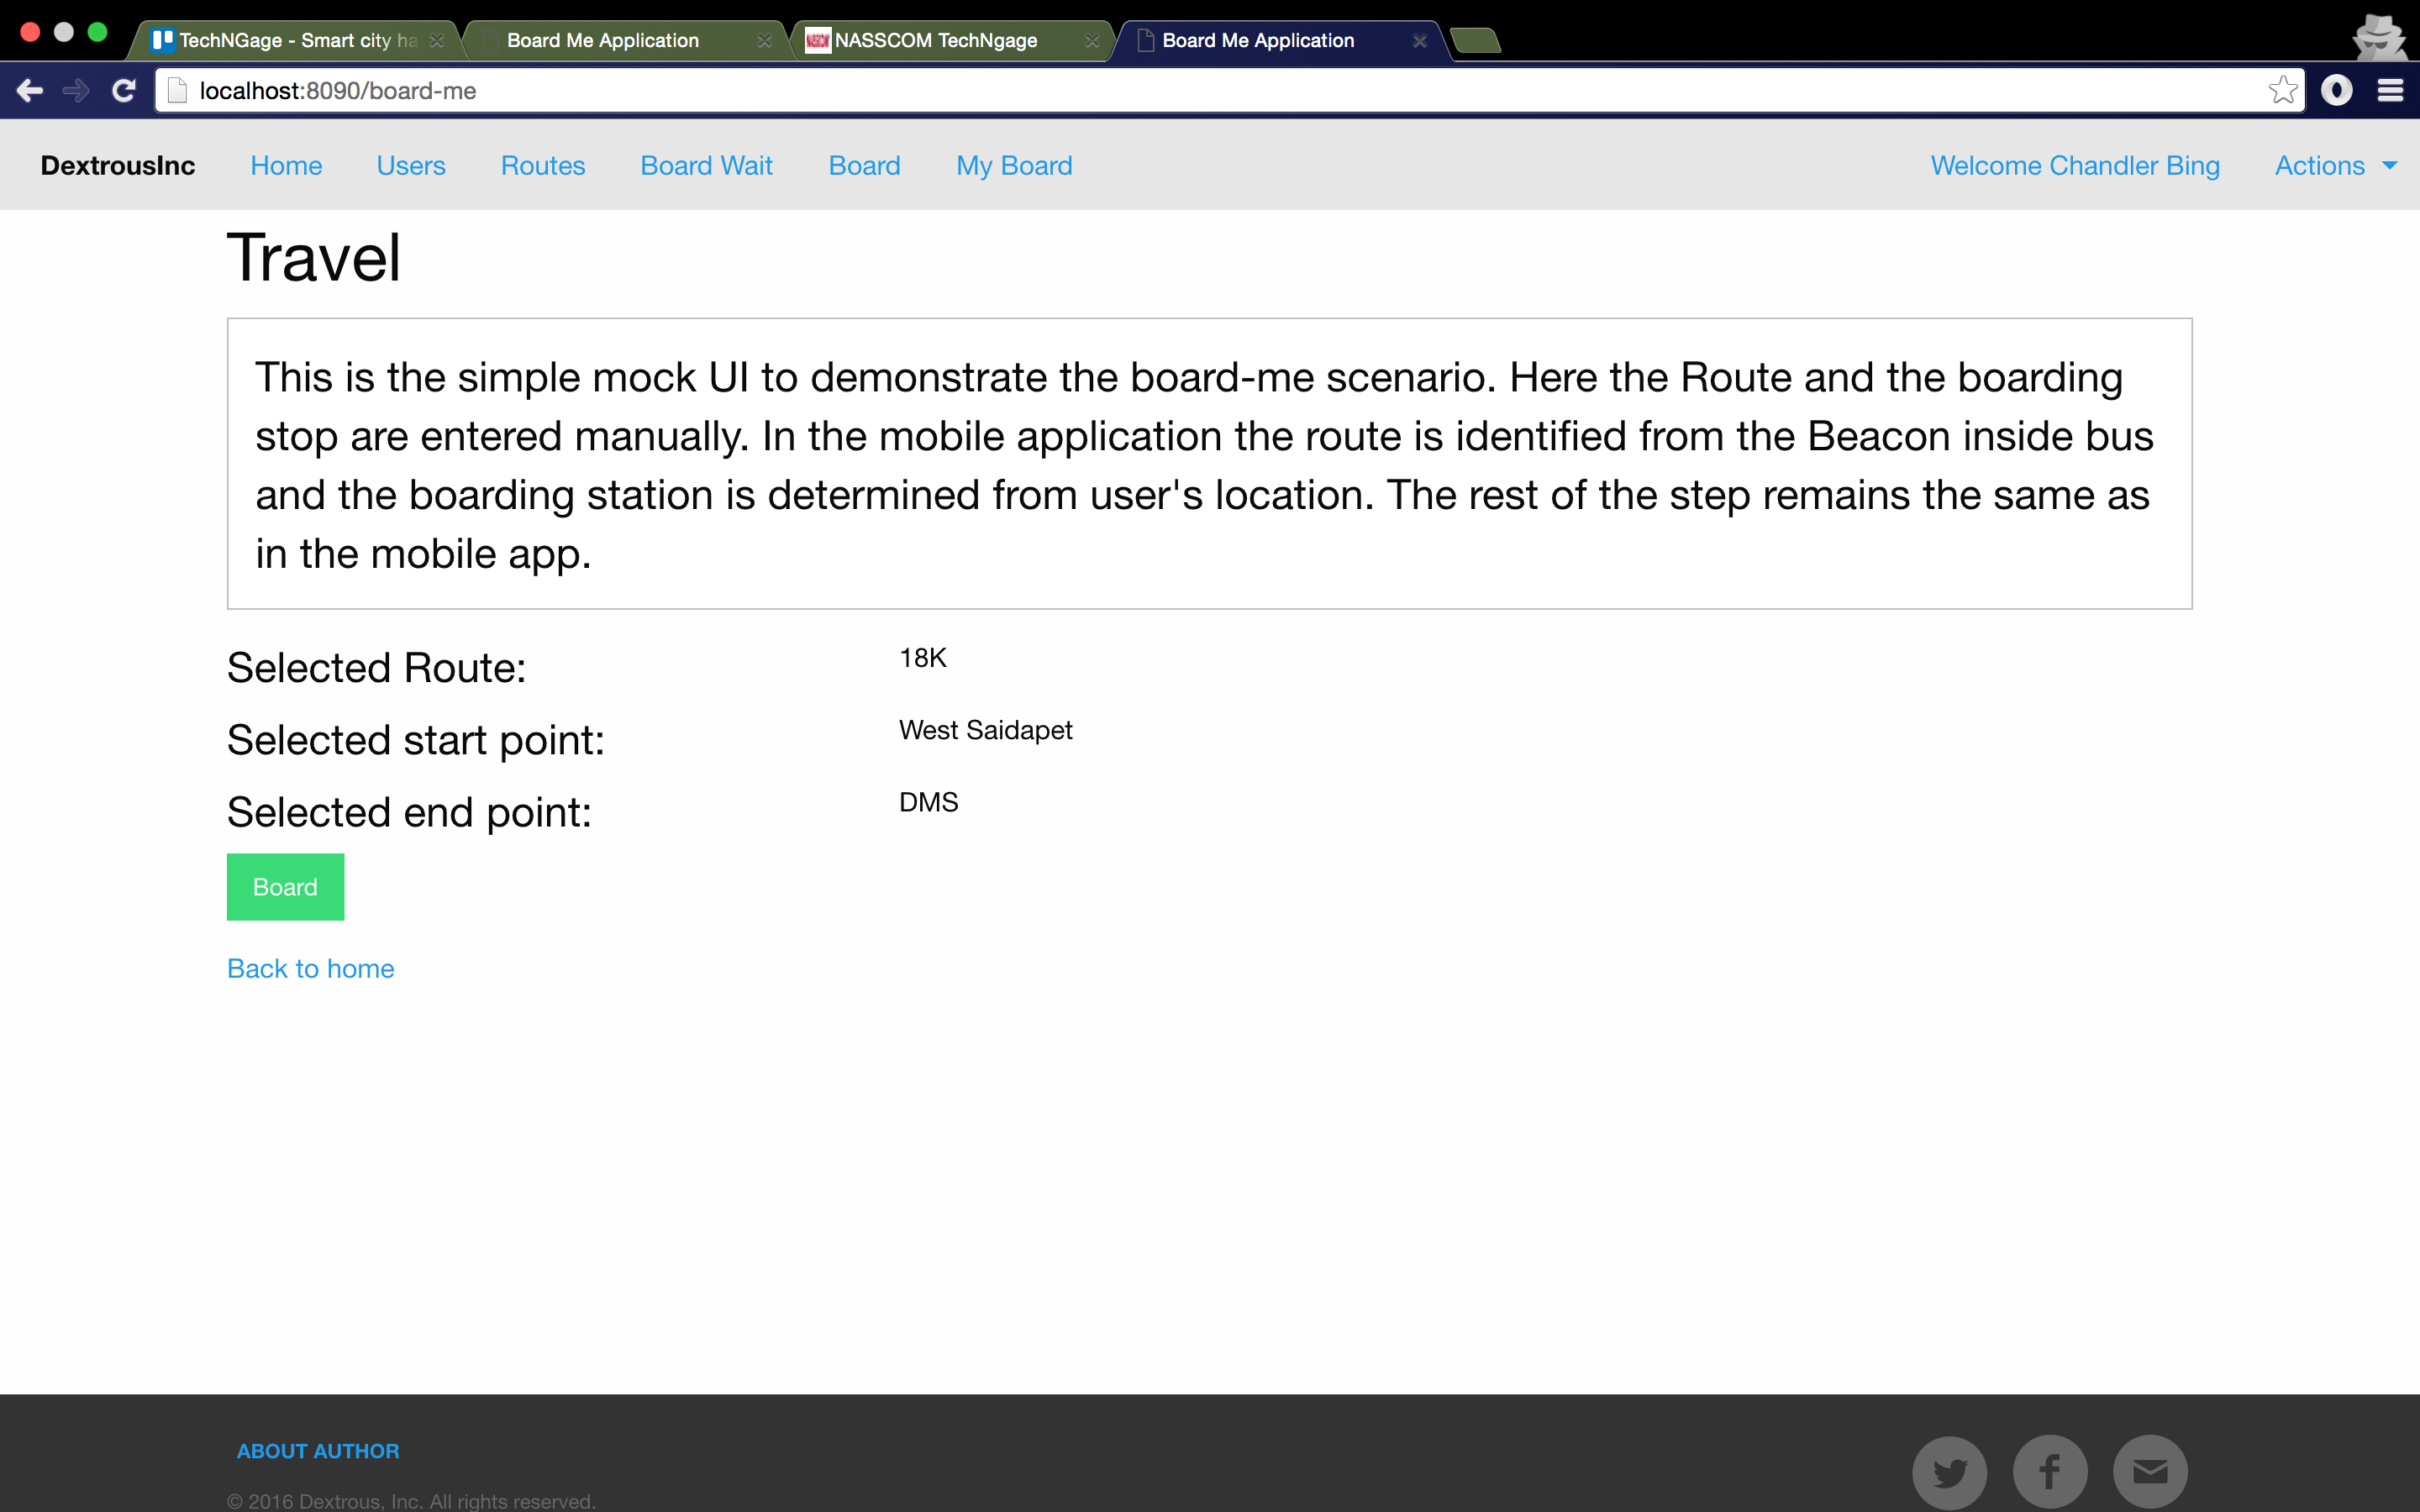 TechNGage - Smart city ha
Board Me Application
NASSCOM TechNgage
Board Me Application
localhost:8090/board-me
DextrousInc Home Users Routes Board Wait Board My Board Welcome Chandler Bing Actions
Travel
This is the simple mock UI to demonstrate the board-me scenario. Here the Route and the boarding
stop are entered manually. In the mobile application the route is identified from the Beacon inside bus
and the boarding station is determined from user's location. The rest of the step remains the same as
in the mobile app.
Selected Route: 18K
Selected start point: West Saidapet
Selected end point: DMS
Board
Back to home
ABOUT AUTHOR
© 2016 Dextrous, Inc. All rights reserved.